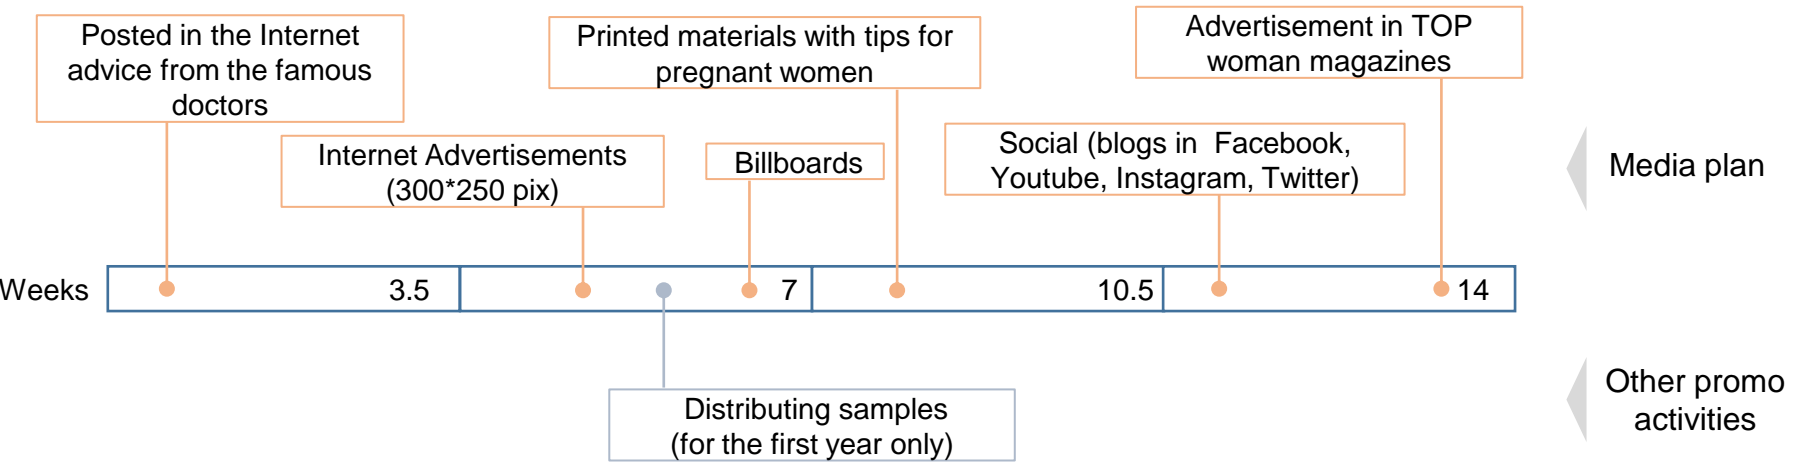 Posted in the Internet
advice from the famous
doctors
Printed materials with tips for
pregnant women
Advertisement in TOP
woman magazines
Internet Advertisements
(300*250 pix)
Billboards
Social (blogs in  Facebook,
Youtube, Instagram, Twitter)
Media plan
Weeks
3.5
7
10.5
14
Distributing samples
(for the first year only)
Other promo
activities